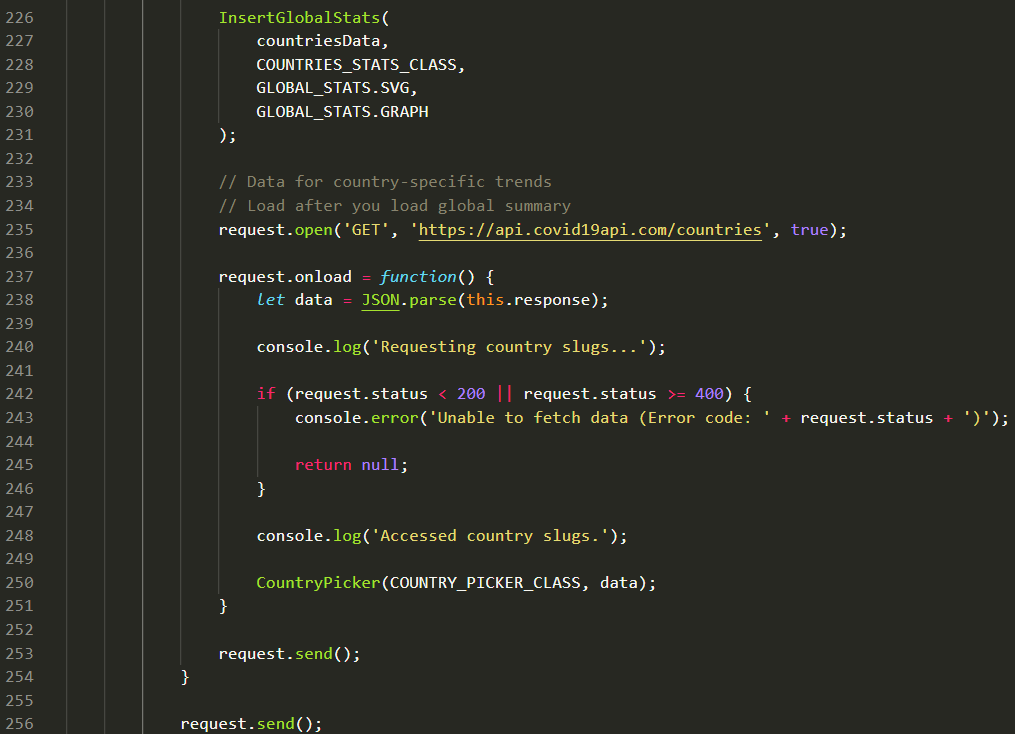 226 InsertGlobalStats(
227 countriesData,
228 COUNTRIES_STATS_CLASS,
229 GLOBAL_STATS.SVG,
230 GLOBAL_STATS.GRAPH
231 );
232
233 // Data for country-specific trends
234 // Load after you load global summary
235 request.open('GET', 'https://api.covid19api.com/countries', true);
236
237 request.onload = function() {
238 let data = JSON.parse(this.response);
239
240 console.log('Requesting country slugs...');
241
242 if (request.status < 200 || request.status >= 400) {
243 console.error('Unable to fetch data (Error code: ' + request.status + ')');
244
245 return null;
246 }
247
248 console.log('Accessed country slugs.');
249
250 CountryPicker(COUNTRY_PICKER_CLASS, data);
251 }
252
253 request.send();
254 }
255
256 request.send();